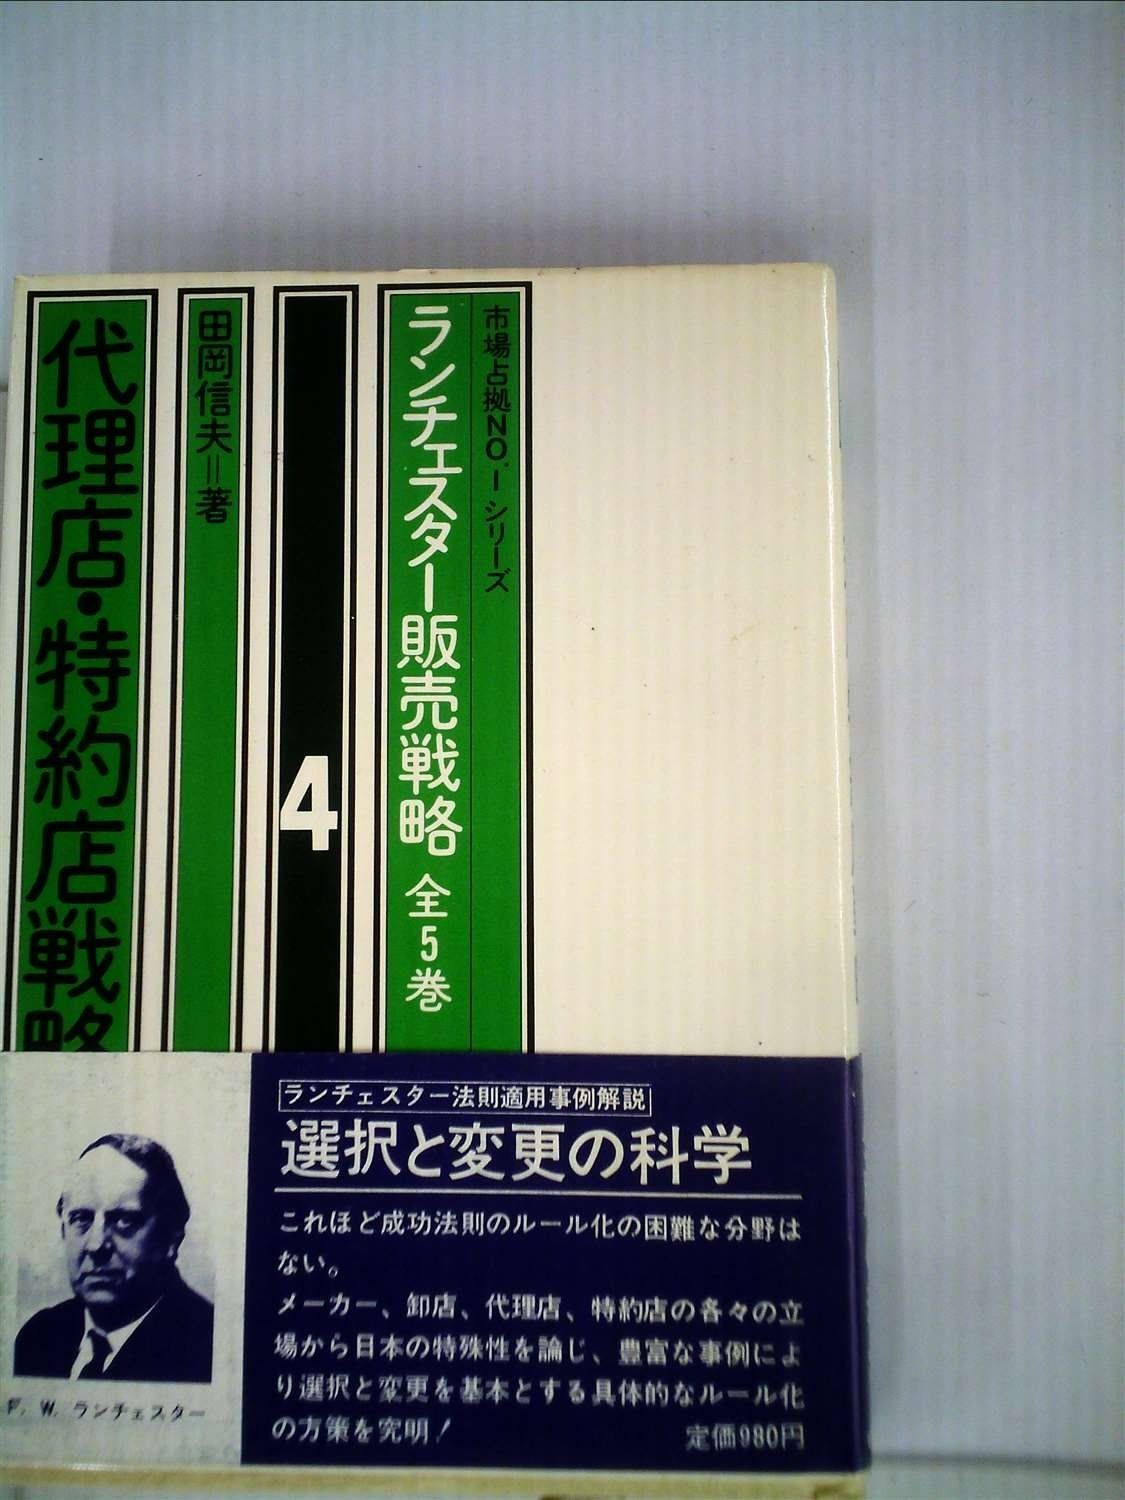 市場占拠NO.1シリーズ
ランチェスター販売戦略 全5巻
4
田岡信夫=著
代理店・特約店戦略
ランチェスター法則適用事例解説
選択と変更の科学
これほど成功法則のルール化の困難な分野は
ない。
メーカー、卸店、代理店、特約店の各々の立
場から日本の特殊性を論じ、豊富な事例によ
り選択と変更を基本とする具体的なルール化
の方策を究明!
定価980円
F. W. ランチェスター